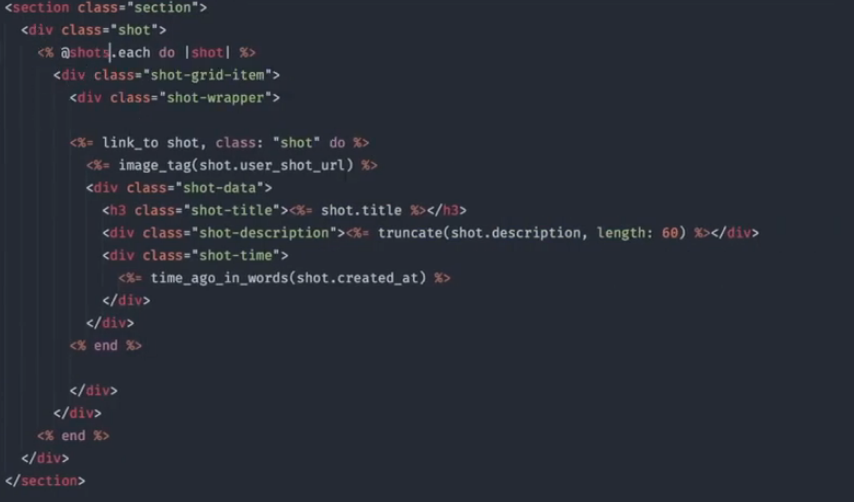 <section class="section">
<div class="shot">
<% @shots.each do |shot| %>
<div class="shot-grid-item">
<div class="shot-wrapper">
<%= link_to shot, class: "shot" do %>
<%= image_tag(shot.user_shot_url) %>
<div class="shot-data">
<h3 class="shot-title"><%= shot.title %></h3>
<div class="shot-description"><%= truncate(shot.description, length: 60) %></div>
<div class="shot-time">
<%= time_ago_in_words(shot.created_at) %>
</div>
</div>
<% end %>
</div>
</div>
<% end %>
</div>
</section>